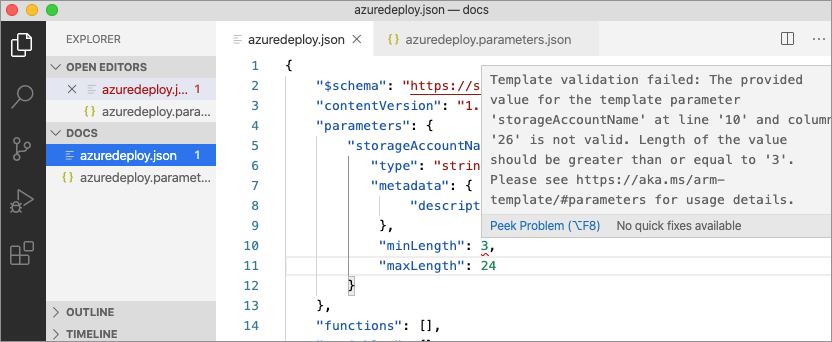 azuredeploy.json — docs
EXPLORER
OPEN EDITORS
azuredeploy.j... 1
azuredeploy.para...
DOCS
azuredeploy.json 1
azuredeploy.paramet...
OUTLINE
TIMELINE
azuredeploy.json
azuredeploy.parameters.json
1 {
2 "$schema": "https://s
3 "contentVersion": "1.
4 "parameters": {
5 "storageAccountNa
6 "type": "strin
7 "metadata": {
8 "descript
9 },
10 "minLength": 3,
11 "maxLength": 24
12 }
13 },
14 "functions": [],
Template validation failed: The provided
value for the template parameter
'storageAccountName' at line '10' and column
'26' is not valid. Length of the value
should be greater than or equal to '3'.
Please see https://aka.ms/arm-
template/#parameters for usage details.
Peek Problem (⌥F8) No quick fixes available